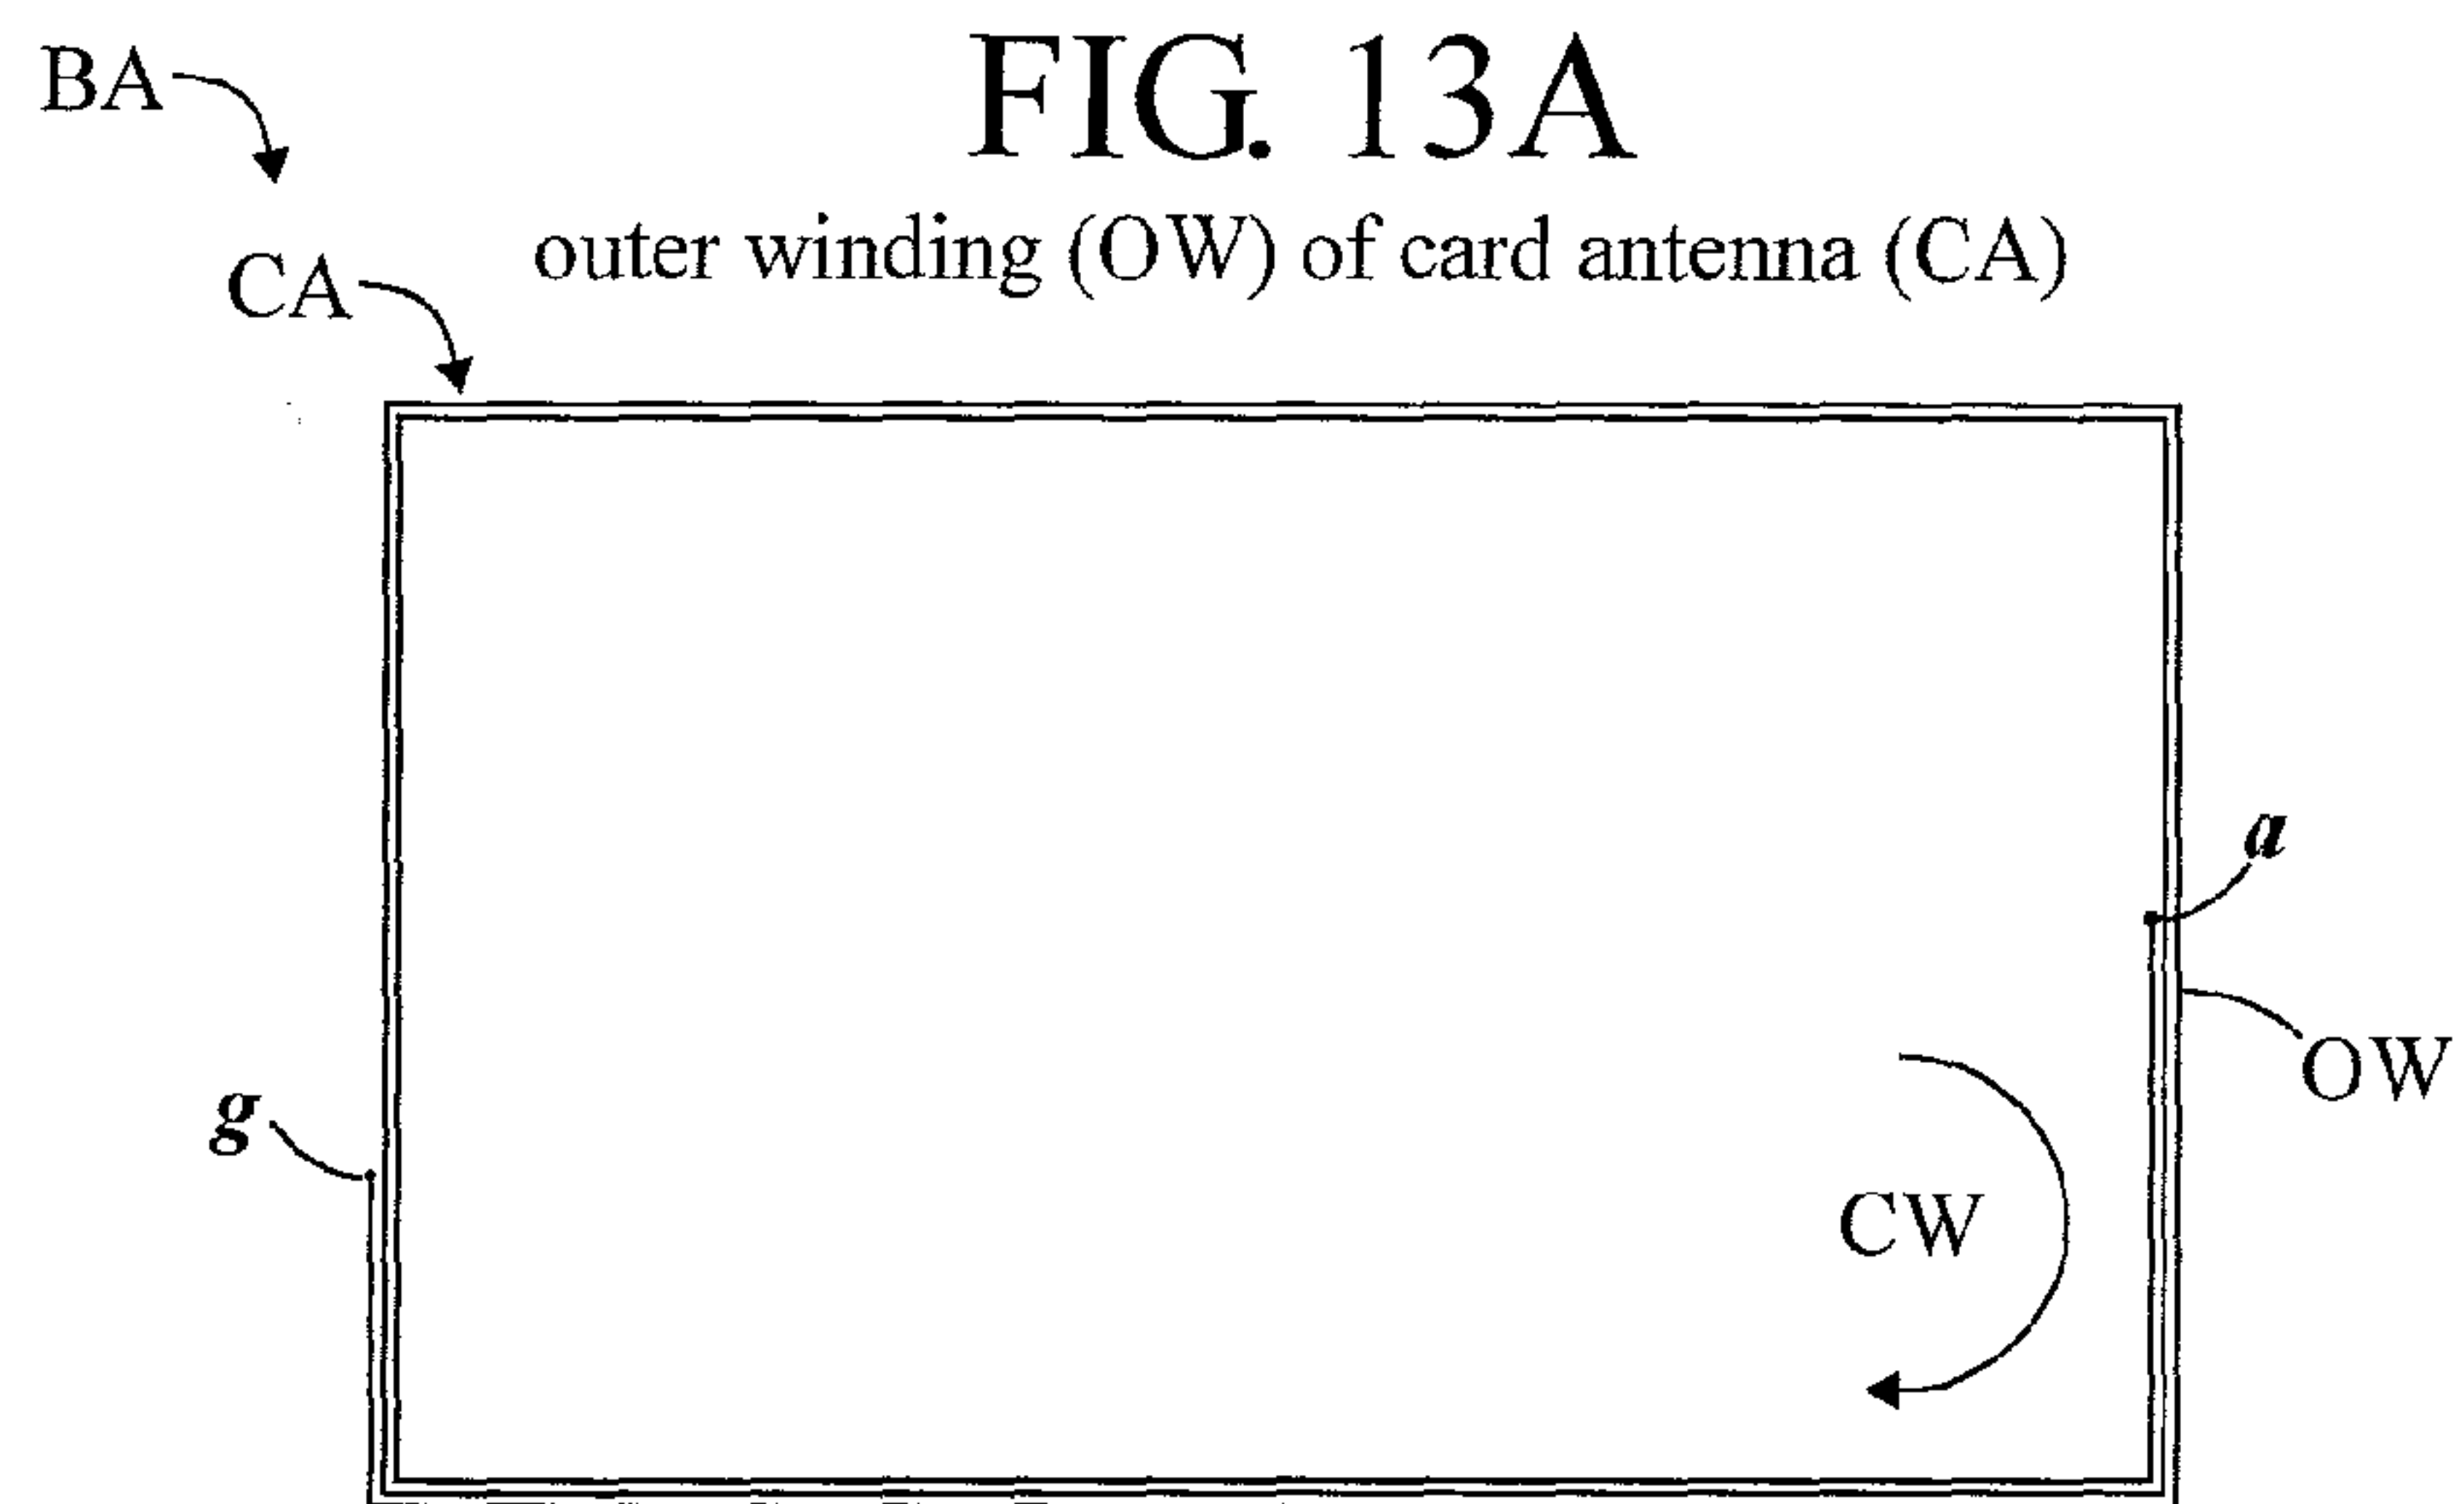 FIG. 13A
BA
outer winding (OW) of card antenna (CA)
CA
a
OW
g
CW